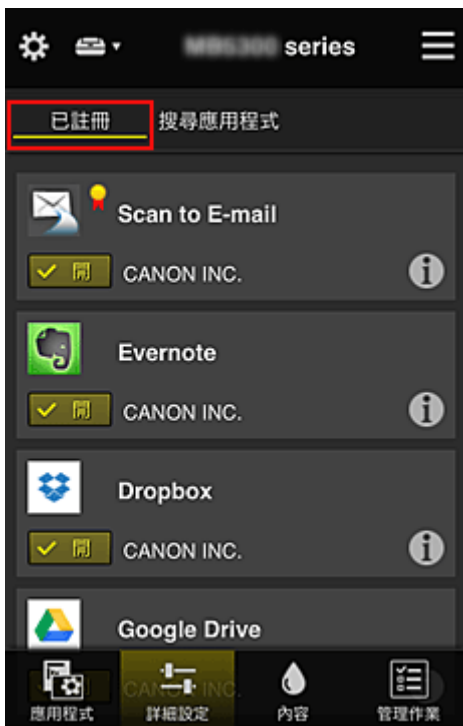 series
已註冊 搜尋應用程式
Scan to E-mail
開 CANON INC.
Evernote
開 CANON INC.
Dropbox
開 CANON INC.
Google Drive
應用程式 詳細設定 內容 管理作業